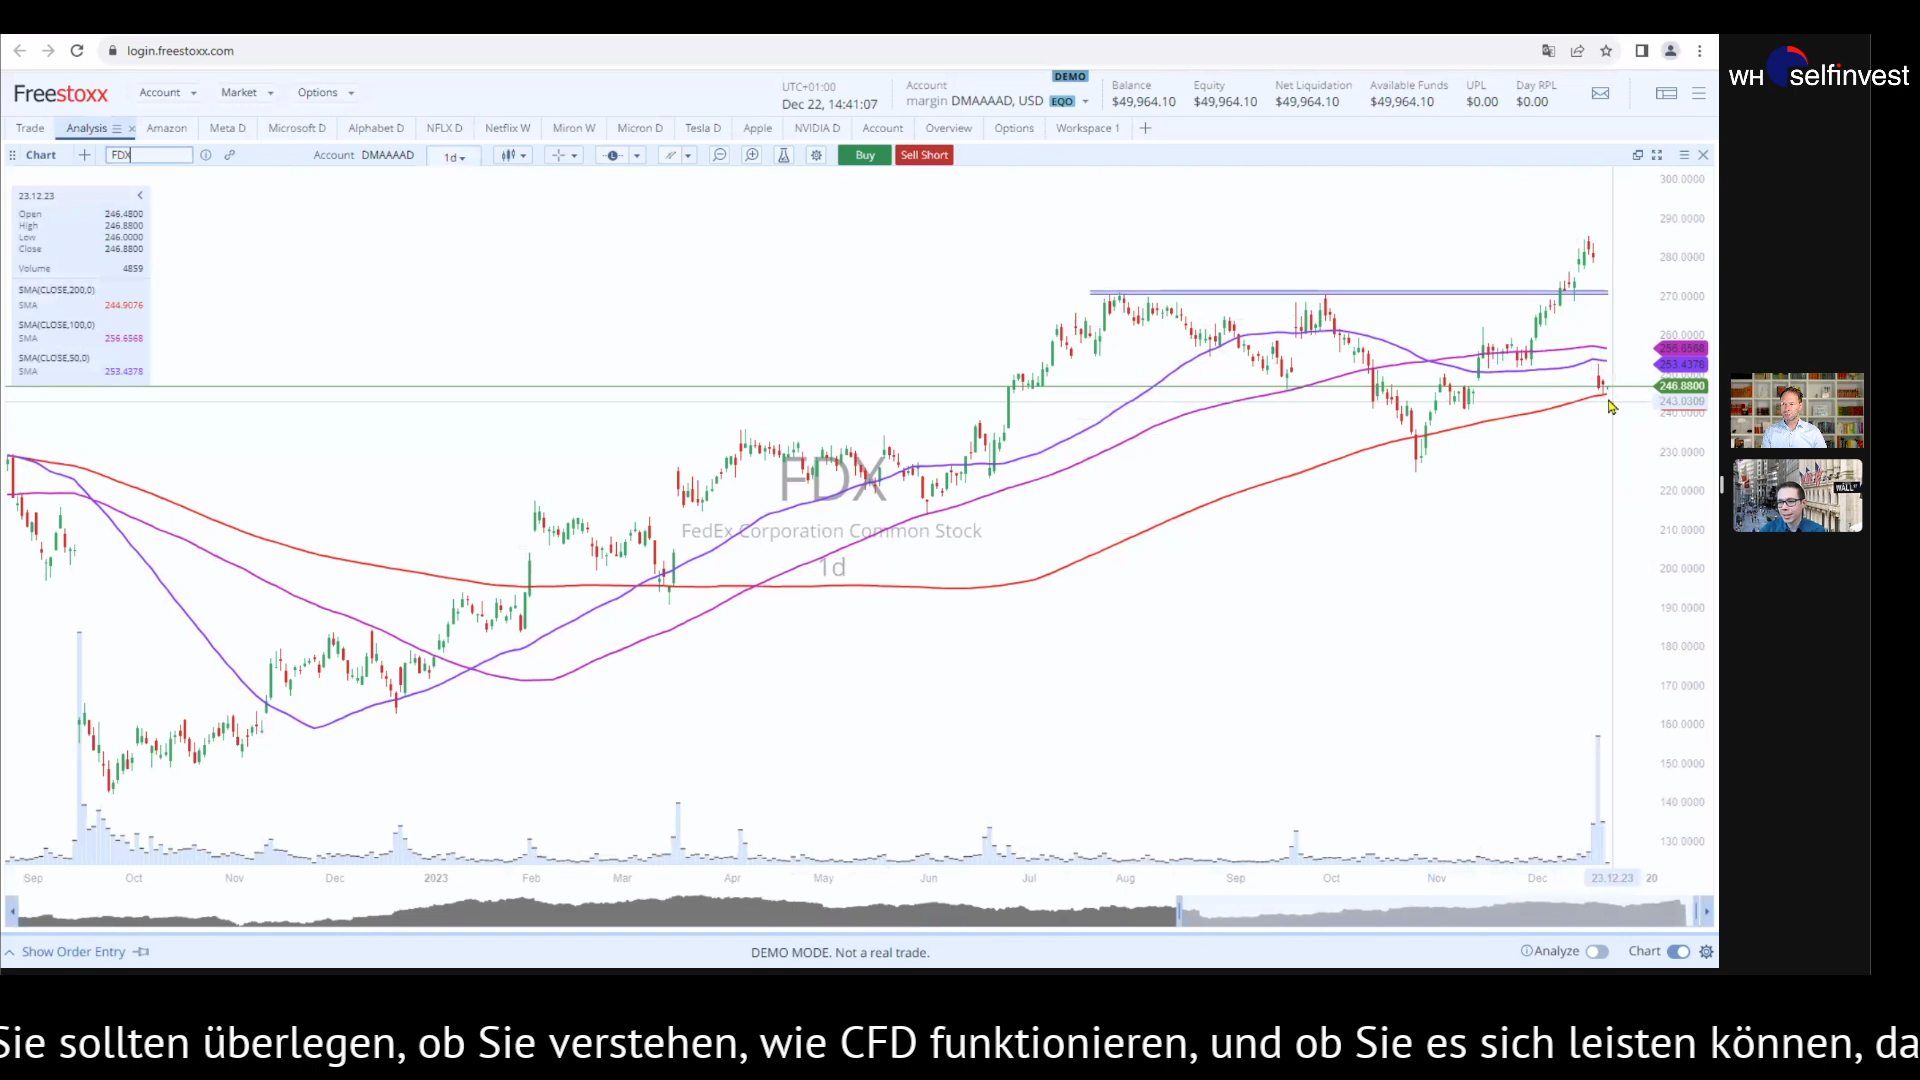 login.freestoxx.com
WH selfinvest
Freestoxx
Account
Market
Options
UTC+01:00
Dec 22, 14:41:07
Account
DEMO
margin DMAAAAD, USD EQO
Balance
$49,964.10
Equity
$49,964.10
Net Liquidation
$49,964.10
Available Funds
$49,964.10
UPL
$0.00
Day RPL
$0.00
Trade
Analysis
Amazon
Meta D
Microsoft D
Alphabet D
NFLX D
Netflix W
Miron W
Micron D
Tesla D
Apple
NVIDIA D
Account
Overview
Options
Workspace 1
Chart
FDX
Account DMAAAAD
1d
Buy
Sell Short
23.12.23
Open 246.4800
High 246.8800
Low 246.0000
Close 246.8800
Volume 4859
SMA(CLOSE,200,0)
SMA 244.9076
SMA(CLOSE,100,0)
SMA 256.6568
SMA(CLOSE,50,0)
SMA 253.4378
FDX
FedEx Corporation Common Stock
1d
300.0000
290.0000
280.0000
270.0000
260.0000
256.6568
253.4378
246.8800
243.0309
240.0000
230.0000
220.0000
210.0000
200.0000
190.0000
180.0000
170.0000
160.0000
150.0000
140.0000
130.0000
Sep
Oct
Nov
Dec
2023
Feb
Mar
Apr
May
Jun
Jul
Aug
Sep
Oct
Nov
Dec
23.12.23
20
WALL
Show Order Entry
DEMO MODE. Not a real trade.
Analyze
Chart
Sie sollten überlegen, ob Sie verstehen, wie CFD funktionieren, und ob Sie es sich leisten können, da